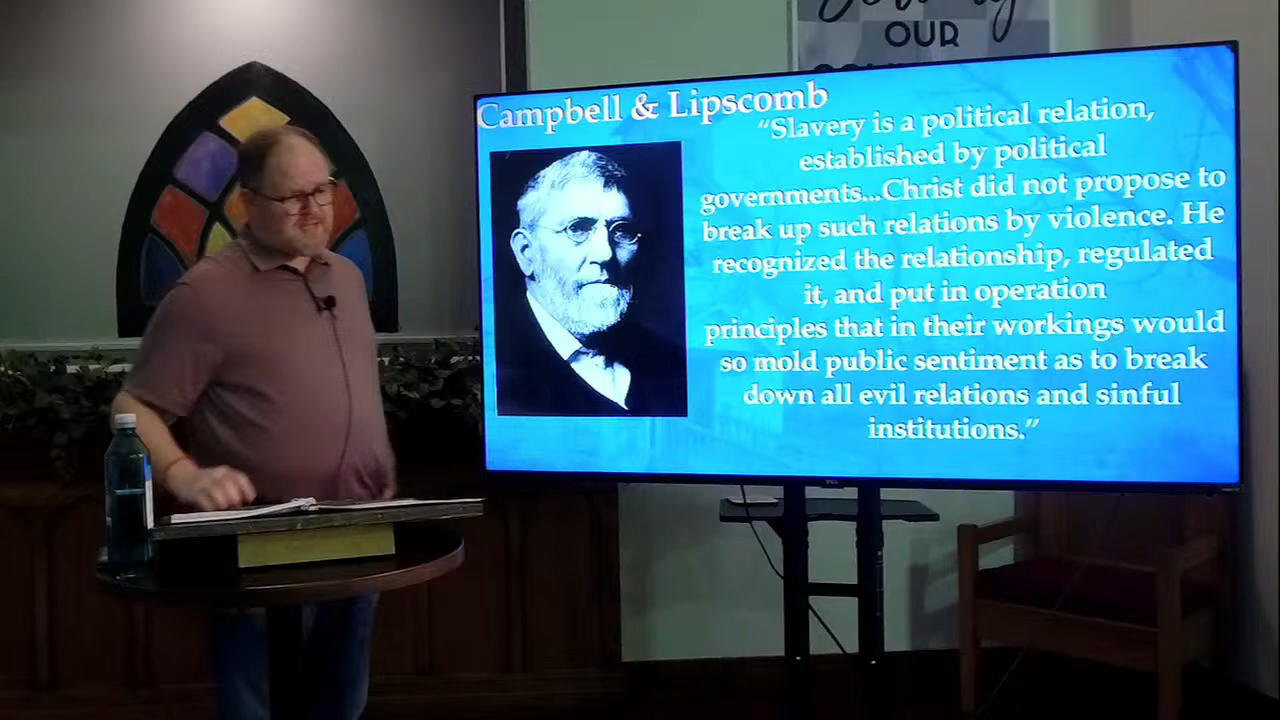 OUR
Campbell & Lipscomb
“Slavery is a political relation,
established by political
governments...Christ did not propose to
break up such relations by violence. He
recognized the relationship, regulated
it, and put in operation
principles that in their workings would
so mold public sentiment as to break
down all evil relations and sinful
institutions.”